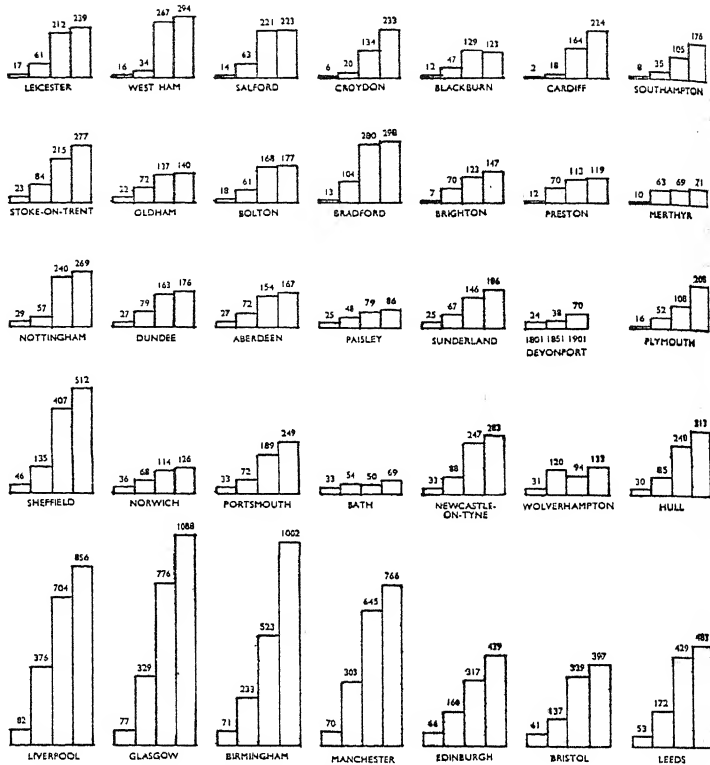 17 61 212 229
LEICESTER
16 34 267 294
WEST HAM
14 63 221 223
SALFORD
6 20 134 233
CROYDON
12 47 129 123
BLACKBURN
2 18 164 224
CARDIFF
8 35 105 176
SOUTHAMPTON
23 84 215 277
STOKE-ON-TRENT
22 72 137 140
OLDHAM
18 61 168 177
BOLTON
13 104 280 298
BRADFORD
7 70 123 147
BRIGHTON
12 70 113 119
PRESTON
10 63 69 71
MERTHYR
29 57 240 269
NOTTINGHAM
27 79 163 176
DUNDEE
27 72 154 167
ABERDEEN
25 48 79 86
PAISLEY
25 67 146 186
SUNDERLAND
24 38 70
1801 1851 1901
DEVONPORT
16 52 108 208
PLYMOUTH
46 135 407 512
SHEFFIELD
36 68 114 126
NORWICH
33 72 189 249
PORTSMOUTH
33 54 50 69
BATH
33 88 247 283
NEWCASTLE-
ON-TYNE
31 120 94 133
WOLVERHAMPTON
30 85 240 313
HULL
82 376 704 856
LIVERPOOL
77 329 776 1088
GLASGOW
71 233 523 1002
BIRMINGHAM
70 303 645 766
MANCHESTER
66 160 317 439
EDINBURGH
61 137 329 397
BRISTOL
53 172 429 483
LEEDS